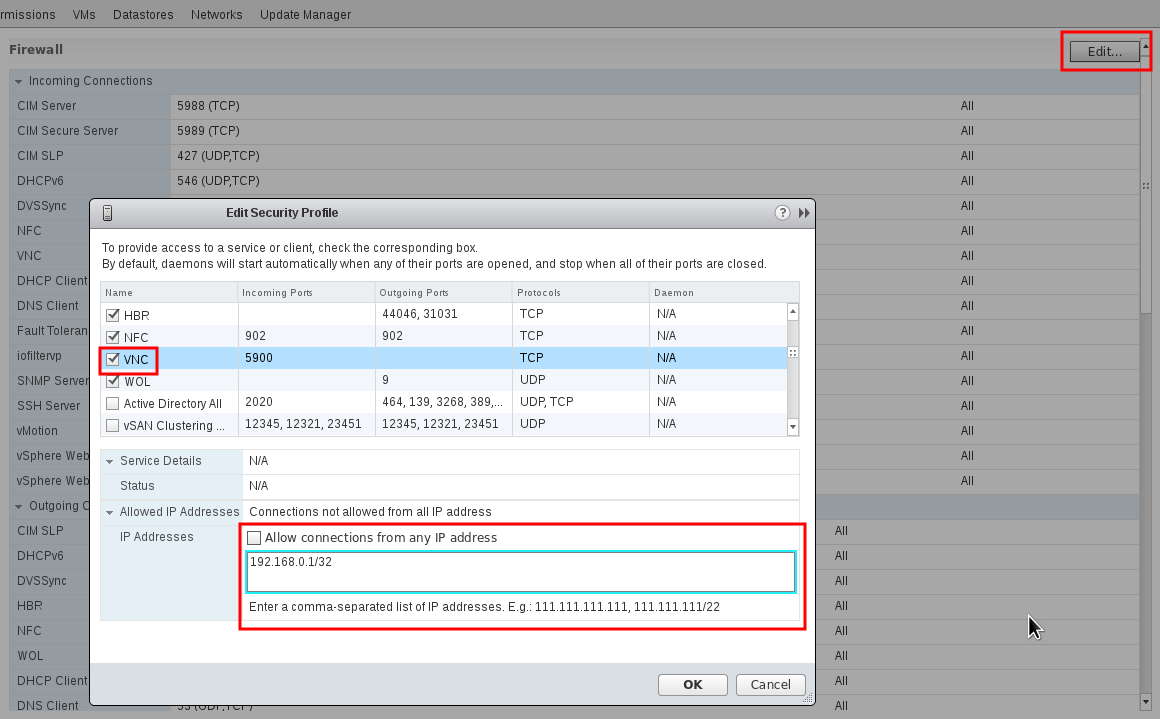 rmissions VMs Datastores Networks Update Manager
Firewall
Edit...
Incoming Connections
CIM Server 5988 (TCP) All
CIM Secure Server 5989 (TCP) All
CIM SLP 427 (UDP,TCP) All
DHCPv6 546 (UDP,TCP) All
DVSSync All
NFC All
VNC All
DHCP Client All
DNS Client All
Fault Toleran All
iofiltervp All
SNMP Server All
SSH Server All
vMotion All
vSphere Web All
vSphere Web All
Outgoing C
CIM SLP All
DHCPv6 All
DVSSync All
HBR All
NFC All
WOL All
DHCP Client All
DNS Client 53 (UDP,TCP) All
Edit Security Profile ?
To provide access to a service or client, check the corresponding box.
By default, daemons will start automatically when any of their ports are opened, and stop when all of their ports are closed.
Name Incoming Ports Outgoing Ports Protocols Daemon
HBR 44046, 31031 TCP N/A
NFC 902 902 TCP N/A
VNC 5900 TCP N/A
WOL 9 UDP N/A
Active Directory All 2020 464, 139, 3268, 389,... UDP, TCP N/A
vSAN Clustering ... 12345, 12321, 23451 12345, 12321, 23451 UDP N/A
Service Details N/A
Status N/A
Allowed IP Addresses Connections not allowed from all IP address
IP Addresses Allow connections from any IP address
192.168.0.1/32
Enter a comma-separated list of IP addresses. E.g.: 111.111.111.111, 111.111.111/22
OK Cancel